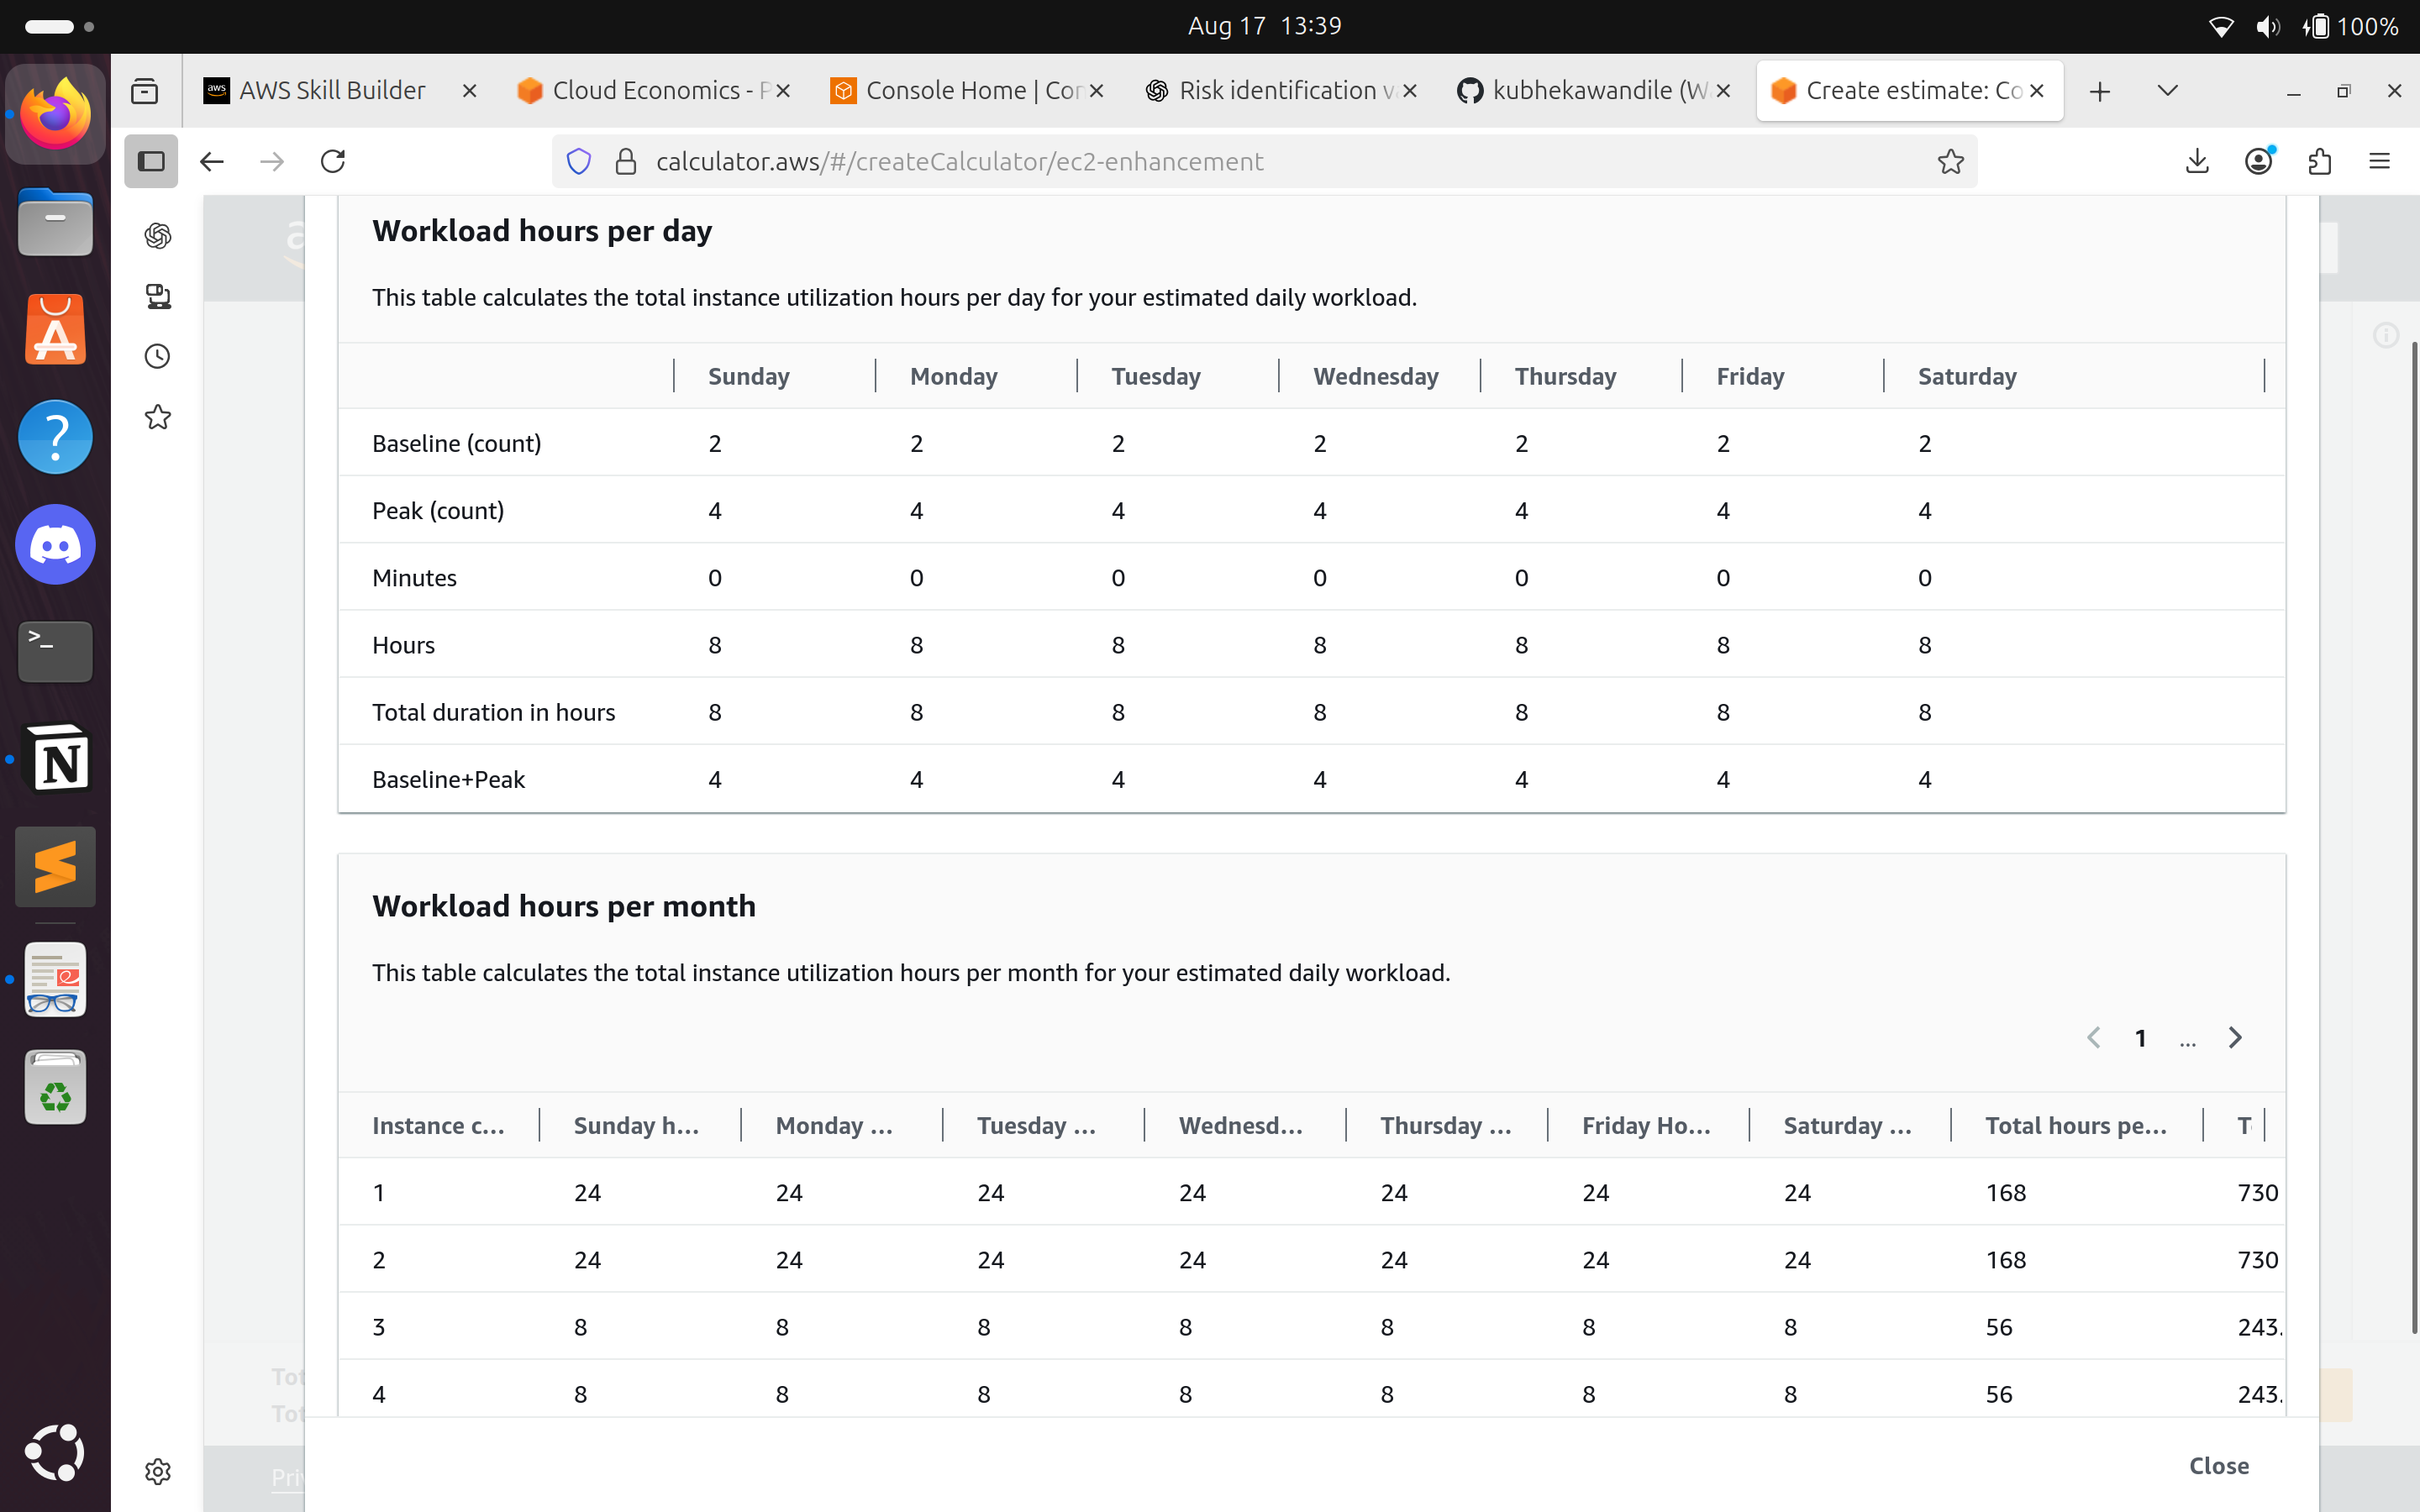 Aug 17 13:39
100%
AWS Skill Builder
Cloud Economics - P
Console Home | Con
Risk identification v
kubhekawandile (W
Create estimate: Co
calculator.aws/#/createCalculator/ec2-enhancement
Workload hours per day
This table calculates the total instance utilization hours per day for your estimated daily workload.
Sunday Monday Tuesday Wednesday Thursday Friday Saturday
Baseline (count) 2 2 2 2 2 2 2
Peak (count) 4 4 4 4 4 4 4
Minutes 0 0 0 0 0 0 0
Hours 8 8 8 8 8 8 8
Total duration in hours 8 8 8 8 8 8 8
Baseline+Peak 4 4 4 4 4 4 4
Workload hours per month
This table calculates the total instance utilization hours per month for your estimated daily workload.
1 ...
Instance c... Sunday h... Monday ... Tuesday ... Wednesd... Thursday ... Friday Ho... Saturday ... Total hours pe... T
1 24 24 24 24 24 24 24 168 730
2 24 24 24 24 24 24 24 168 730
3 8 8 8 8 8 8 8 56 243.
4 8 8 8 8 8 8 8 56 243.
Tot
Tot
Priv
Close